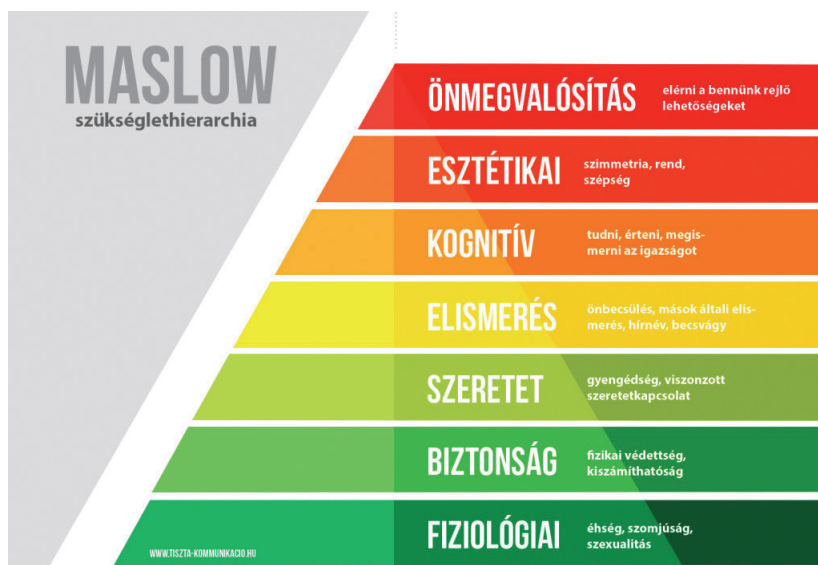 MASLOW
szükséglethierarchia
ÖNMEGVALÓSÍTÁS
elérni a bennünk rejlő
lehetőségeket
ESZTÉTIKAI
szimmetria, rend,
szépség
KOGNITÍV
tudni, érteni, megis-
merni az igazságot
ELISMERÉS
önbecsülés, mások általi elis-
merés, hírnév, becsvágy
SZERETET
gyengédség, viszonzott
szeretetkapcsolat
BIZTONSÁG
fizikai védettség,
kiszámíthatóság
FIZIOLÓGIAI
éhség, szomjúság,
szexualitás
WWW.TISZTA-KOMMUNIKACIO.HU